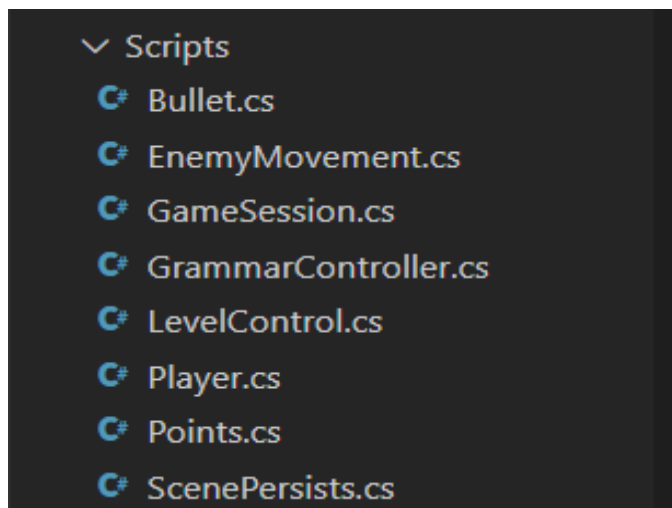 Scripts
C# Bullet.cs
C# EnemyMovement.cs
C# GameSession.cs
C# GrammarController.cs
C# LevelControl.cs
C# Player.cs
C# Points.cs
C# ScenePersists.cs